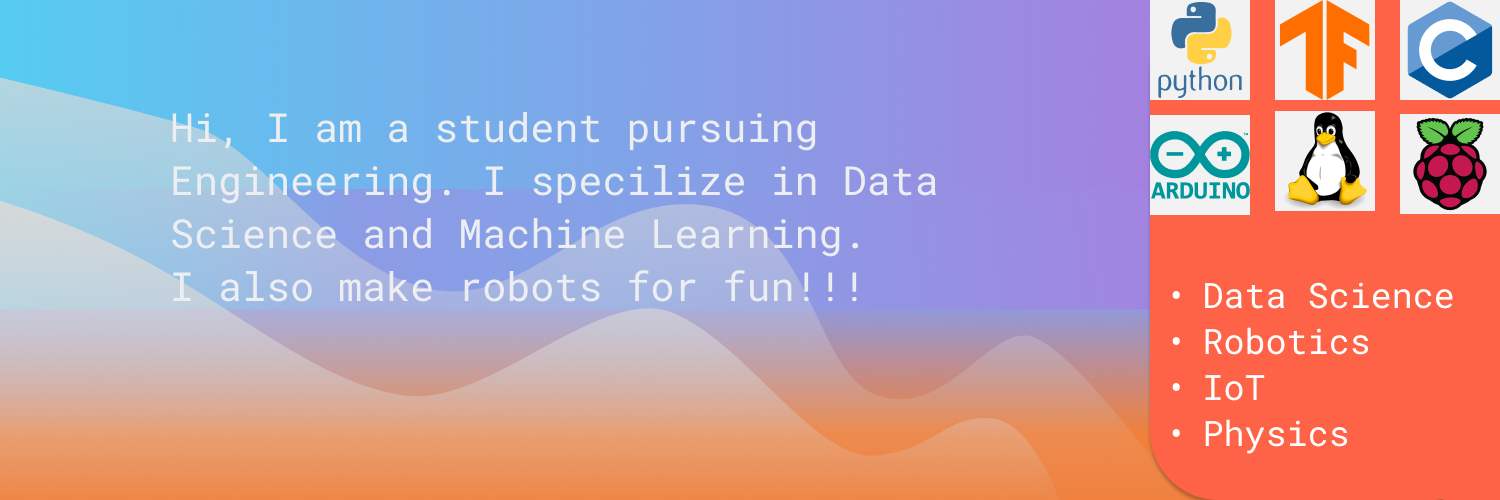 Hi, I am a student pursuing
Engineering. I specilize in Data
Science and Machine Learning.
I also make robots for fun!!!
python
TF
C
ARDUINO
• Data Science
• Robotics
• IoT
• Physics